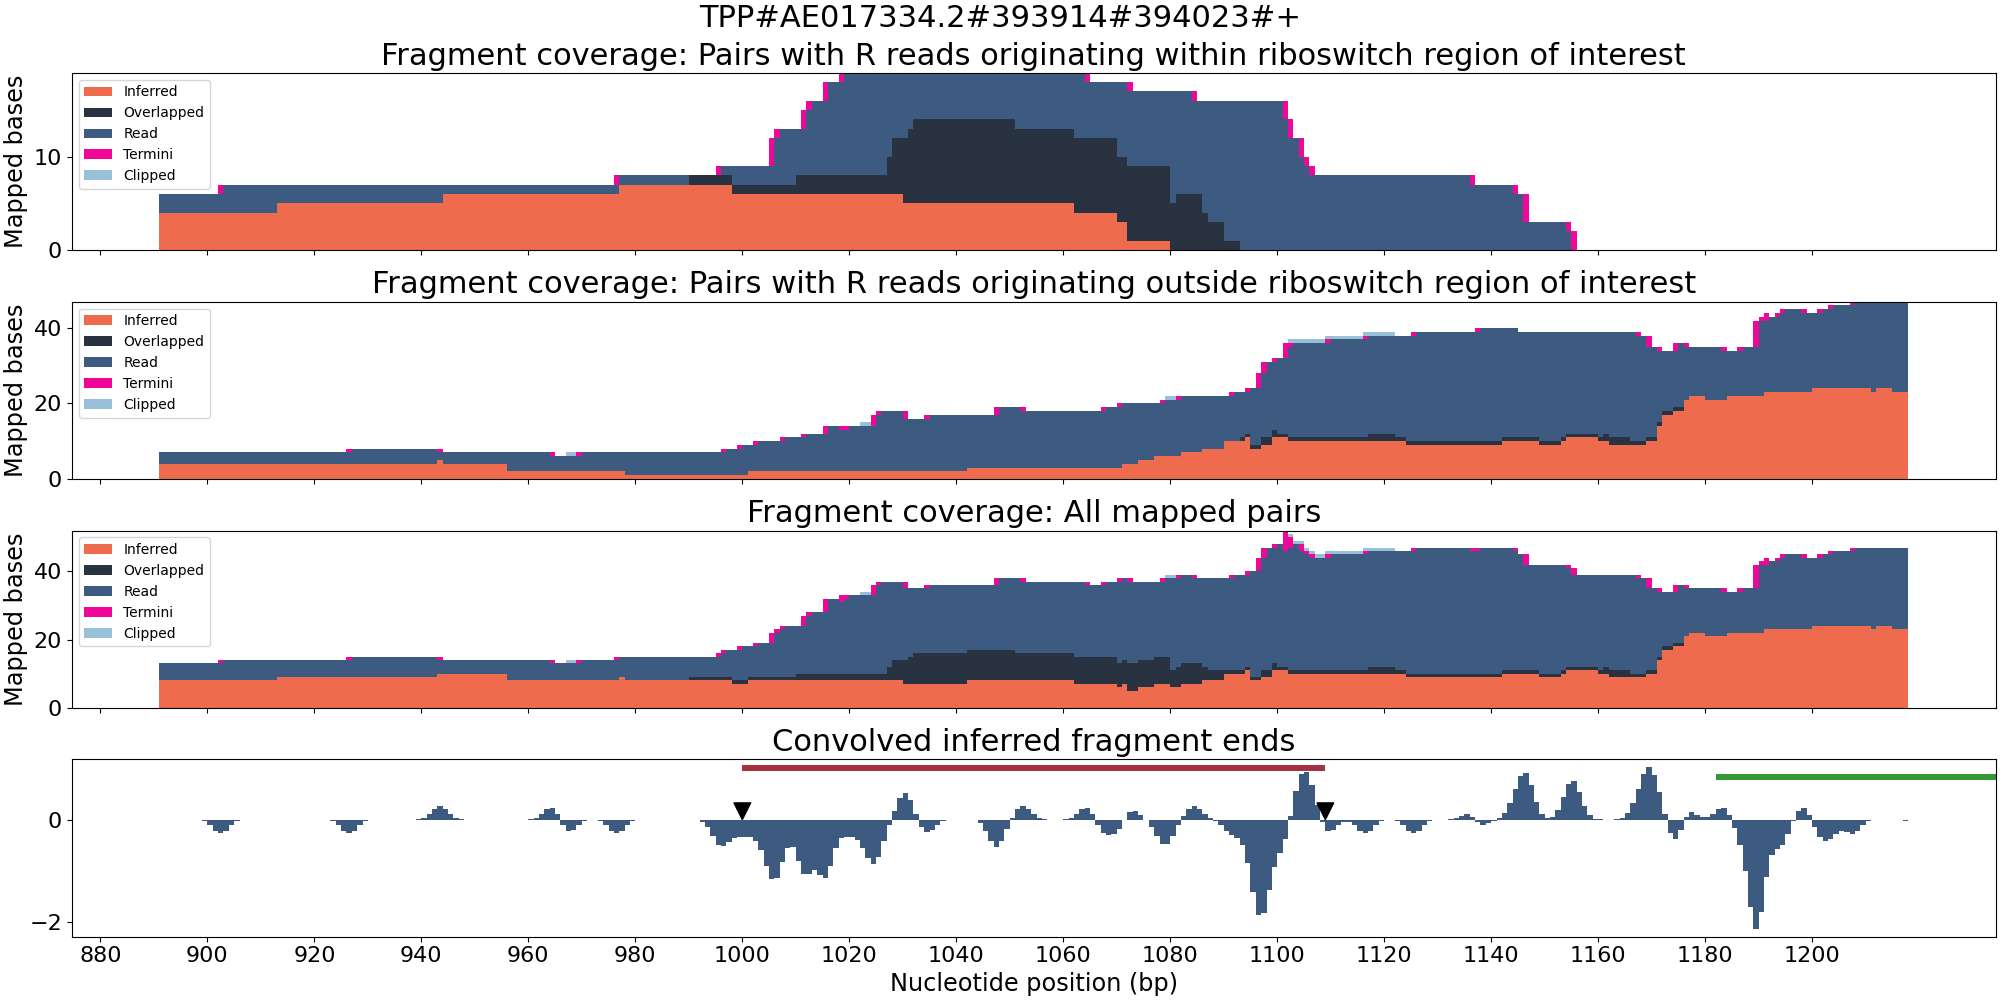 TPP#AE017334.2#393914#394023#+
Fragment coverage: Pairs with R reads originating within riboswitch region of interest
Mapped bases
10
0
Inferred
Overlapped
Read
Termini
Clipped
Fragment coverage: Pairs with R reads originating outside riboswitch region of interest
Mapped bases
40
20
0
Inferred
Overlapped
Read
Termini
Clipped
Fragment coverage: All mapped pairs
Mapped bases
40
20
0
Inferred
Overlapped
Read
Termini
Clipped
Convolved inferred fragment ends
0
−2
880 900 920 940 960 980 1000 1020 1040 1060 1080 1100 1120 1140 1160 1180 1200
Nucleotide position (bp)